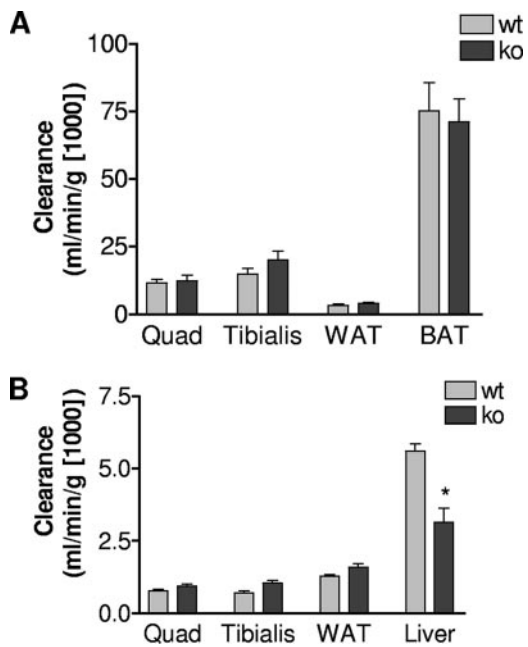 A
wt
ko
100
75
50
25
0
Clearance
(ml/min/g [1000])
Quad Tibialis WAT BAT
B
wt
ko
7.5
5.0
2.5
0.0
Clearance
(ml/min/g [1000])
*
Quad Tibialis WAT Liver